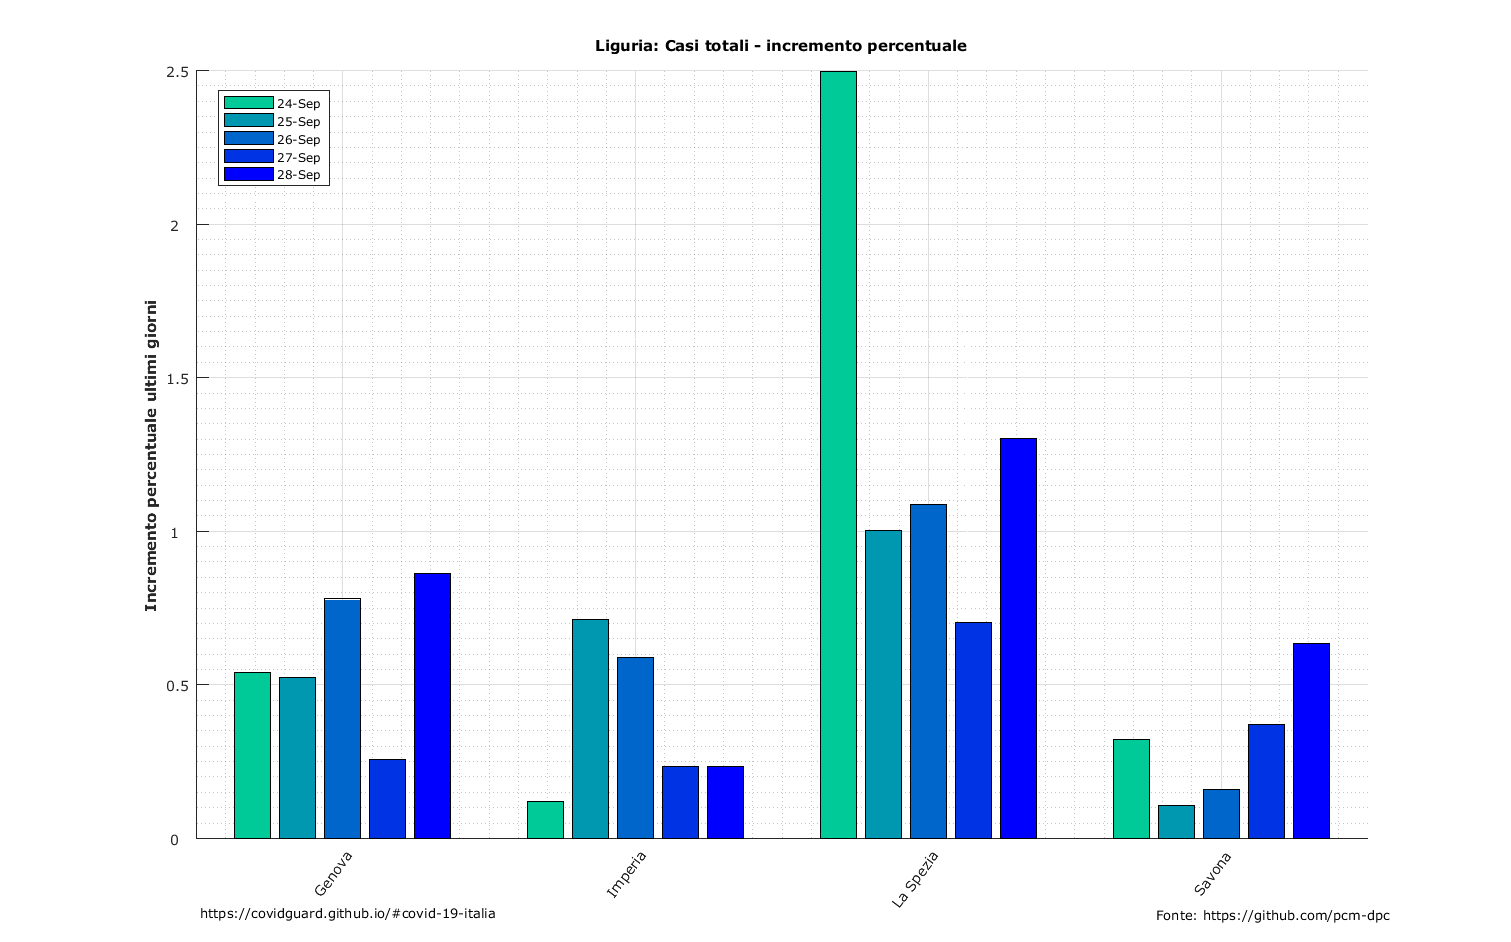 Liguria: Casi totali - incremento percentuale
2.5
2
1.5
1
0.5
0
Incremento percentuale ultimi giorni
24-Sep
25-Sep
26-Sep
27-Sep
28-Sep
Genova
Imperia
La Spezia
Savona
https://covidguard.github.io/#covid-19-italia
Fonte: https://github.com/pcm-dpc